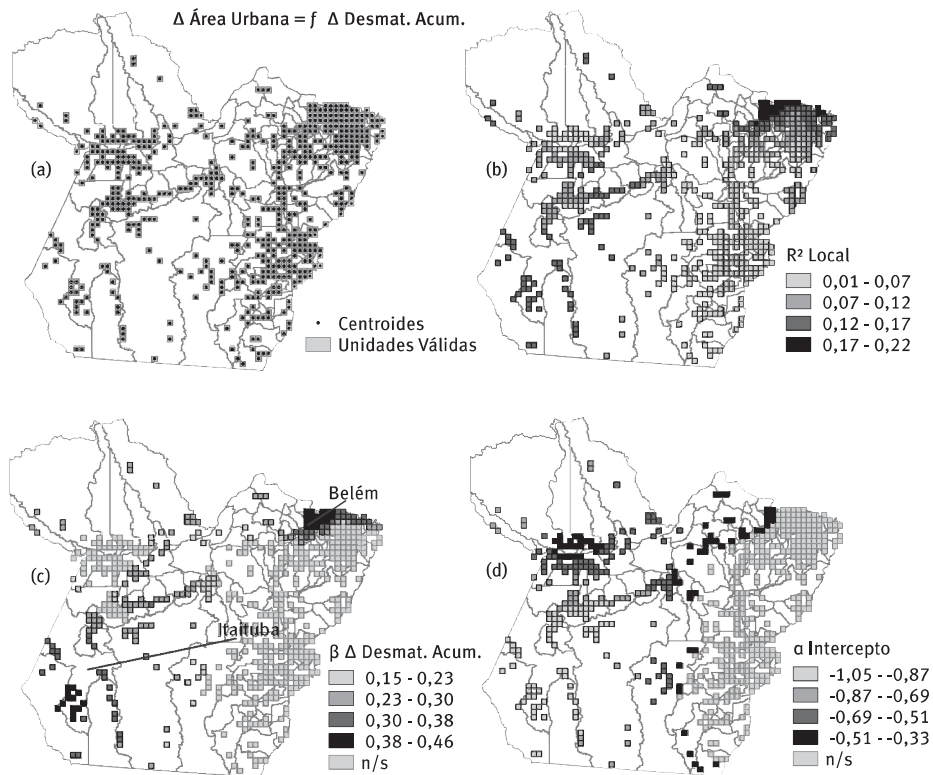 Δ Área Urbana = ƒ Δ Desmat. Acum.
(a)
• Centroides
Unidades Válidas
(b)
R² Local
0,01 - 0,07
0,07 - 0,12
0,12 - 0,17
0,17 - 0,22
Belém
(c)
Itaituba
β Δ Desmat. Acum.
0,15 - 0,23
0,23 - 0,30
0,30 - 0,38
0,38 - 0,46
n/s
(d)
α Intercepto
-1,05 - -0,87
-0,87 - -0,69
-0,69 - -0,51
-0,51 - -0,33
n/s